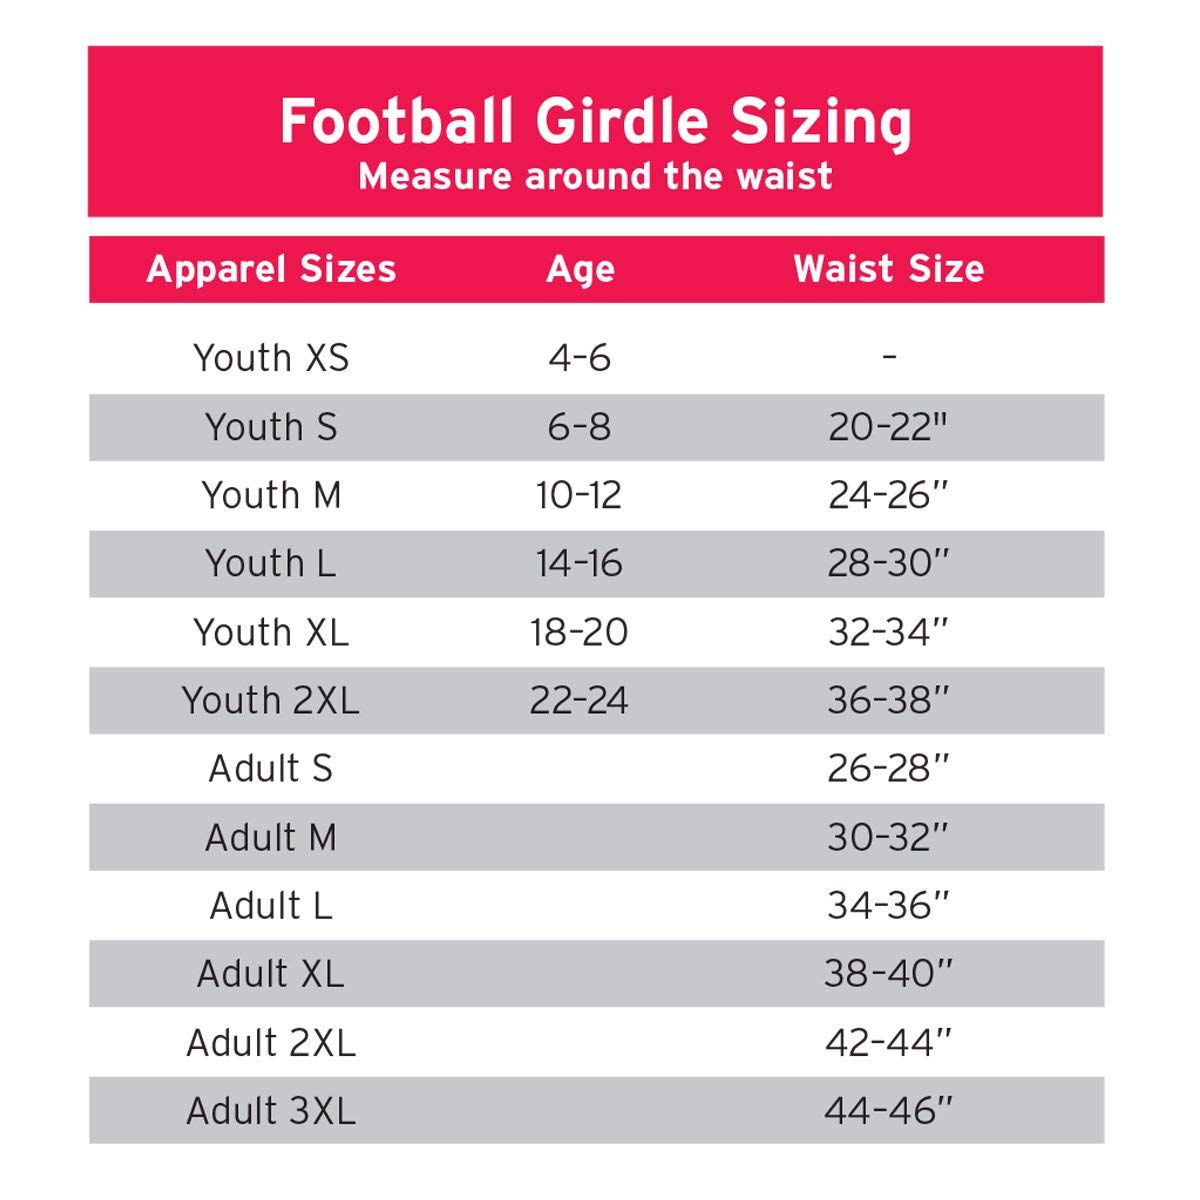 Football Girdle Sizing
Measure around the waist
Apparel Sizes Age Waist Size
Youth XS 4-6 -
Youth S 6-8 20-22"
Youth M 10-12 24-26″
Youth L 14-16 28-30″
Youth XL 18-20 32-34″
Youth 2XL 22-24 36-38″
Adult S 26-28″
Adult M 30-32″
Adult L 34-36″
Adult XL 38-40″
Adult 2XL 42-44″
Adult 3XL 44-46″